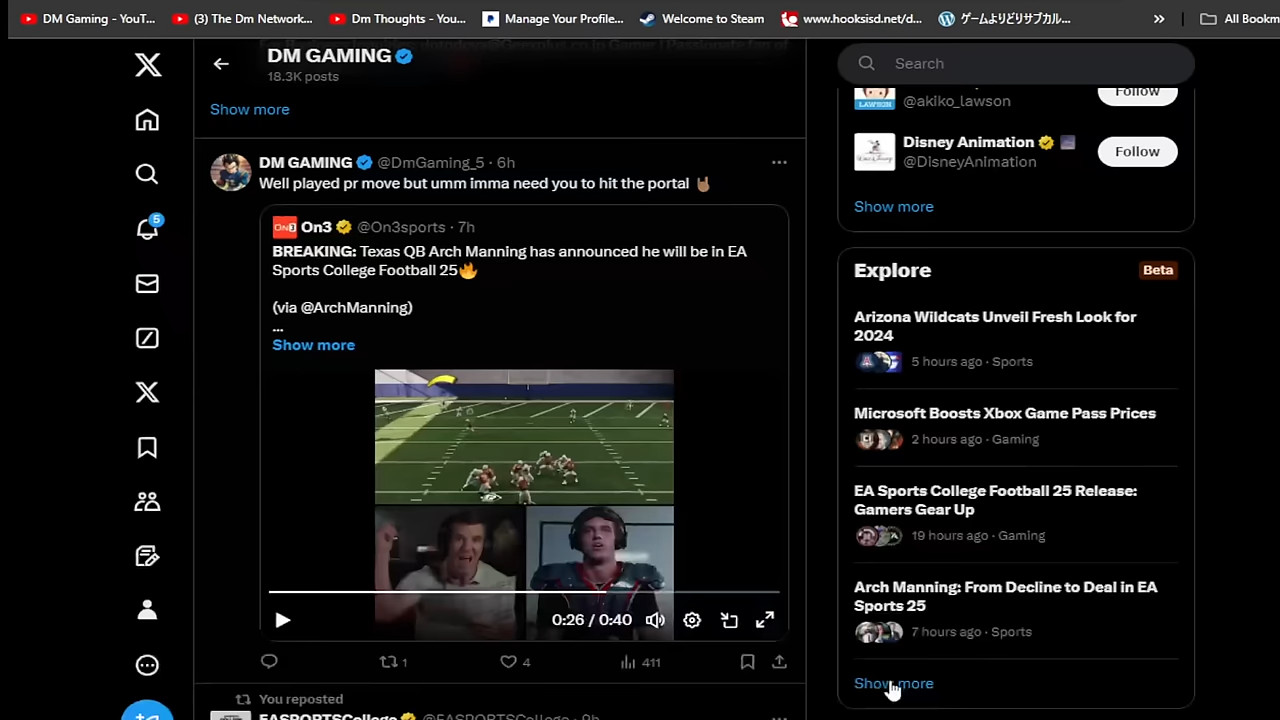 DM Gaming - YouT...
(3) The Dm Network...
Dm Thoughts - You...
Manage Your Profile...
Welcome to Steam
www.hooksisd.net/d...
ゲームよりどりサブカル...
»
All Bookm
DM GAMING
18.3K posts
Show more
DM GAMING @DmGaming_5 · 6h
Well played pr move but umm imma need you to hit the portal 🤘🏽
On3 @On3sports · 7h
BREAKING: Texas QB Arch Manning has announced he will be in EA
Sports College Football 25🔥
(via @ArchManning)
...
Show more
0:26 / 0:40
1
4
411
You reposted
EASPORTSCollege @EASPORTSCollege · 9h
5
Search
LAWSON
@akiko_lawson
Follow
Disney Animation
@DisneyAnimation
Follow
Show more
Explore
Beta
Arizona Wildcats Unveil Fresh Look for
2024
5 hours ago · Sports
Microsoft Boosts Xbox Game Pass Prices
2 hours ago · Gaming
EA Sports College Football 25 Release:
Gamers Gear Up
19 hours ago · Gaming
Arch Manning: From Decline to Deal in EA
Sports 25
7 hours ago · Sports
Show more